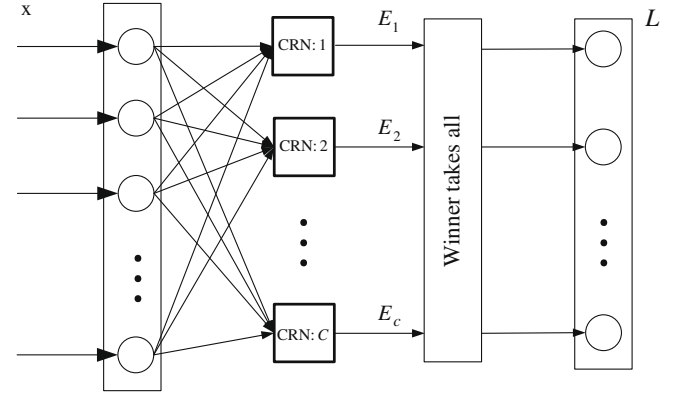 x
CRN: 1
E1
L
CRN: 2
E2
Winner takes all
CRN: C
Ec